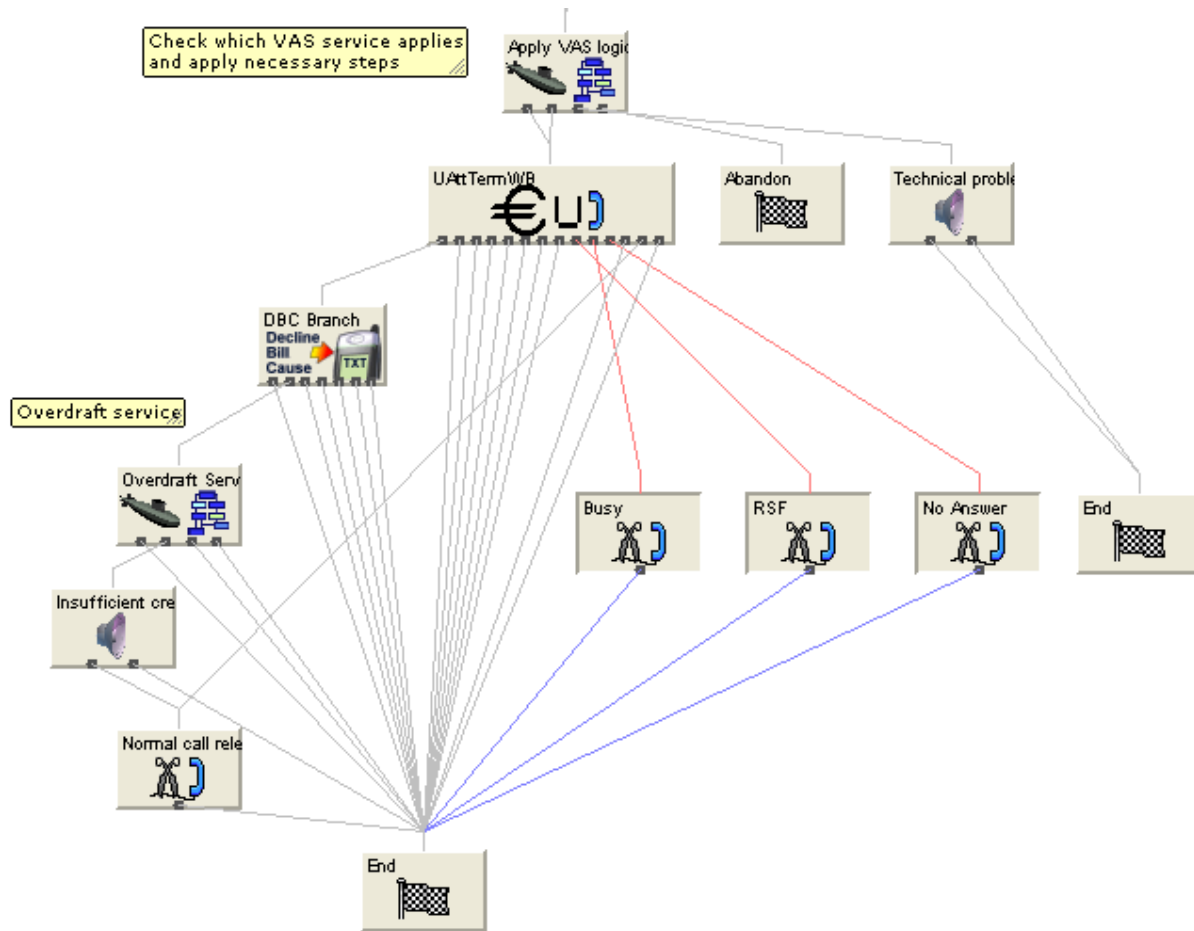 Check which VAS service applies
and apply necessary steps
Apply VAS logic
UAttTermWB
€U
Abandon
Technical proble
DBC Branch
Decline
Bill
Cause
TXT
Overdraft service
Overdraft Serv
Busy
RSF
No Answer
End
Insufficient cre
Normal call rele
End